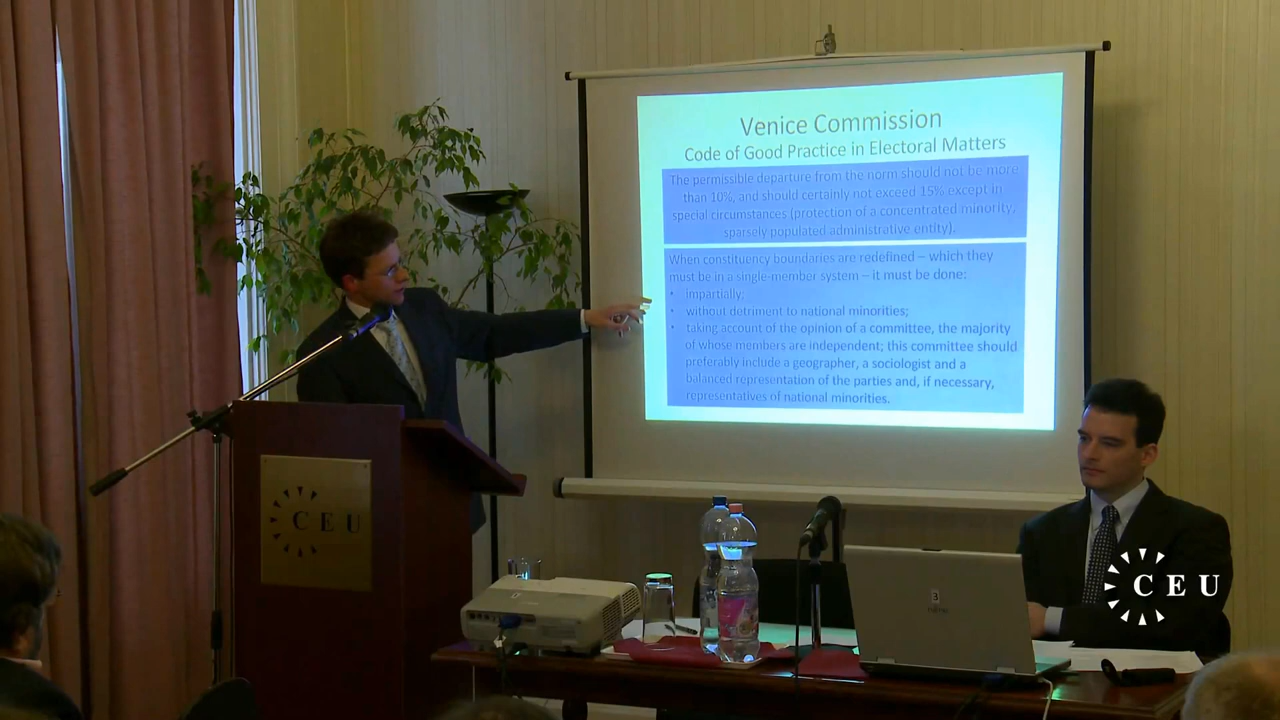 Venice Commission
Code of Good Practice in Electoral Matters
The permissible departure from the norm should not be more
than 10%, and should certainly not exceed 15% except in
special circumstances (protection of a concentrated minority,
sparsely populated administrative entity).
When constituency boundaries are redefined – which they
must be in a single-member system – it must be done:
• impartially;
• without detriment to national minorities;
• taking account of the opinion of a committee, the majority
of whose members are independent; this committee should
preferably include a geographer, a sociologist and a
balanced representation of the parties and, if necessary,
representatives of national minorities.
CEU
3
FUJITSU
CEU